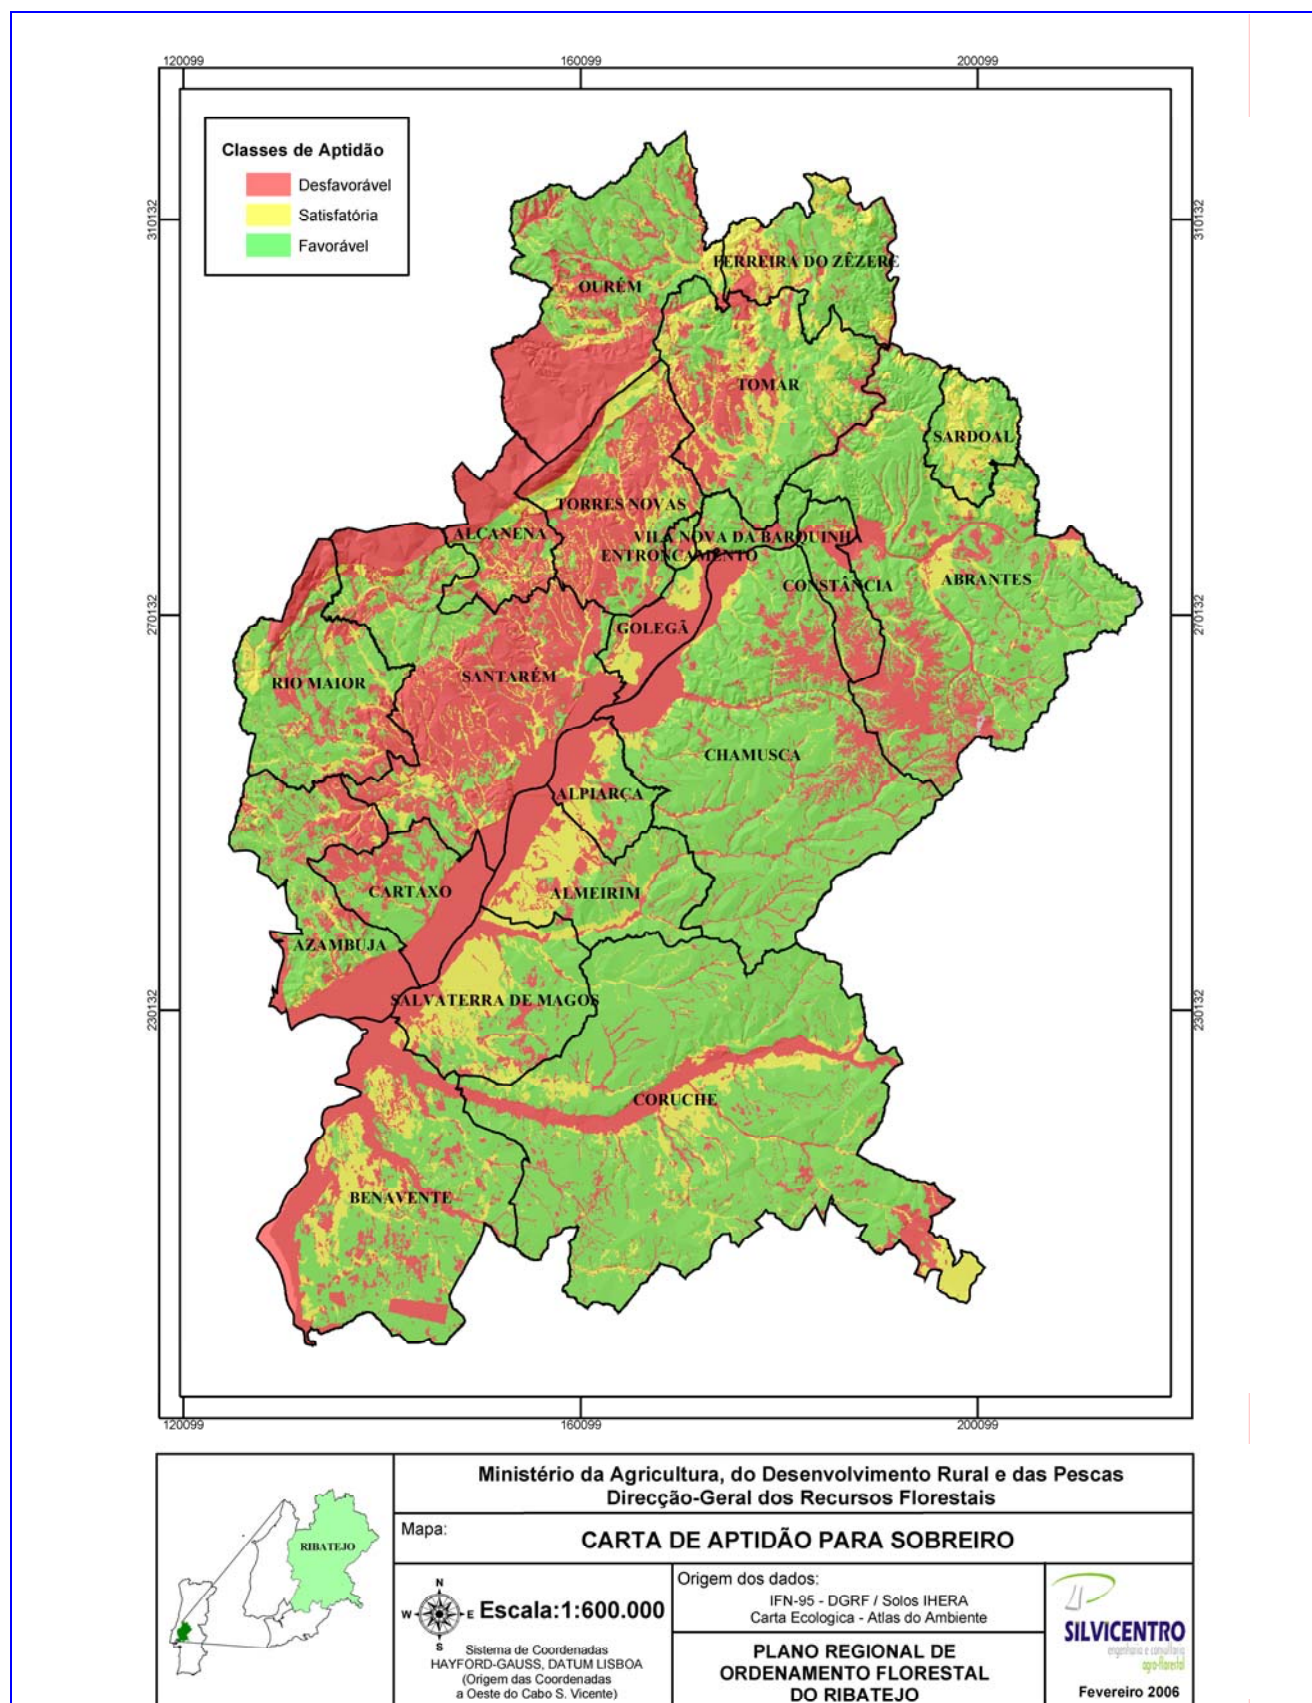 120099
160099
200099
310132
310132
Classes de Aptidão
Desfavorável
Satisfatória
Favorável
FERREIRA DO ZÊZERE
OURÉM
TOMAR
SARDOAL
TORRES NOVAS
ALCANENA
VILA NOVA DA BARQUINHA
ENTRONCAMENTO
CONSTÂNCIA
ABRANTES
270132
270132
GOLEGÃ
SANTARÉM
RIO MAIOR
CHAMUSCA
ALPIARÇA
CARTAXO
ALMEIRIM
AZAMBUJA
SALVATERRA DE MAGOS
230132
230132
CORUCHE
BENAVENTE
120099
160099
200099
RIBATEJO
Ministério da Agricultura, do Desenvolvimento Rural e das Pescas
Direcção-Geral dos Recursos Florestais
Mapa:
CARTA DE APTIDÃO PARA SOBREIRO
N
W
E
S
Escala:1:600.000
Sistema de Coordenadas
HAYFORD-GAUSS, DATUM LISBOA
(Origem das Coordenadas
a Oeste do Cabo S. Vicente)
Origem dos dados:
IFN-95 - DGRF / Solos IHERA
Carta Ecologica - Atlas do Ambiente
PLANO REGIONAL DE
ORDENAMENTO FLORESTAL
DO RIBATEJO
SILVICENTRO
engenharia e consultoria
agro-florestal
Fevereiro 2006